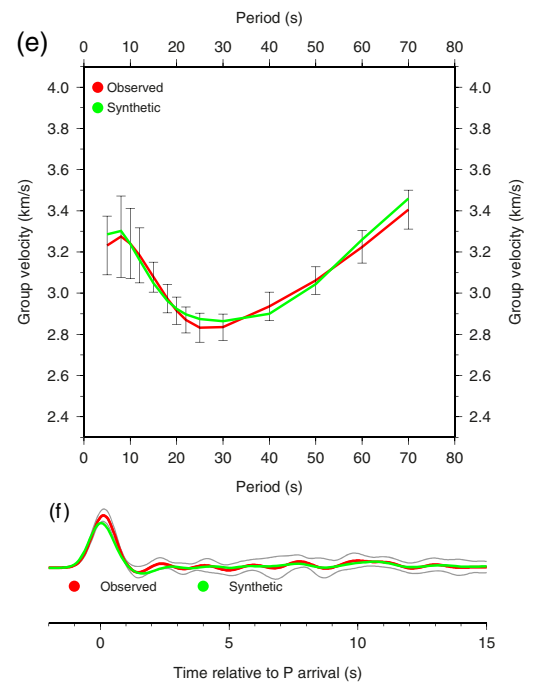 Period (s)
(e)
0 10 20 30 40 50 60 70 80
4.0 4.0
Observed
Synthetic
3.8 3.8
3.6 3.6
3.4 3.4
3.2 3.2
3.0 3.0
2.8 2.8
2.6 2.6
2.4 2.4
Group velocity (km/s)
Group velocity (km/s)
0 10 20 30 40 50 60 70 80
Period (s)
(f)
Observed Synthetic
0 5 10 15
Time relative to P arrival (s)